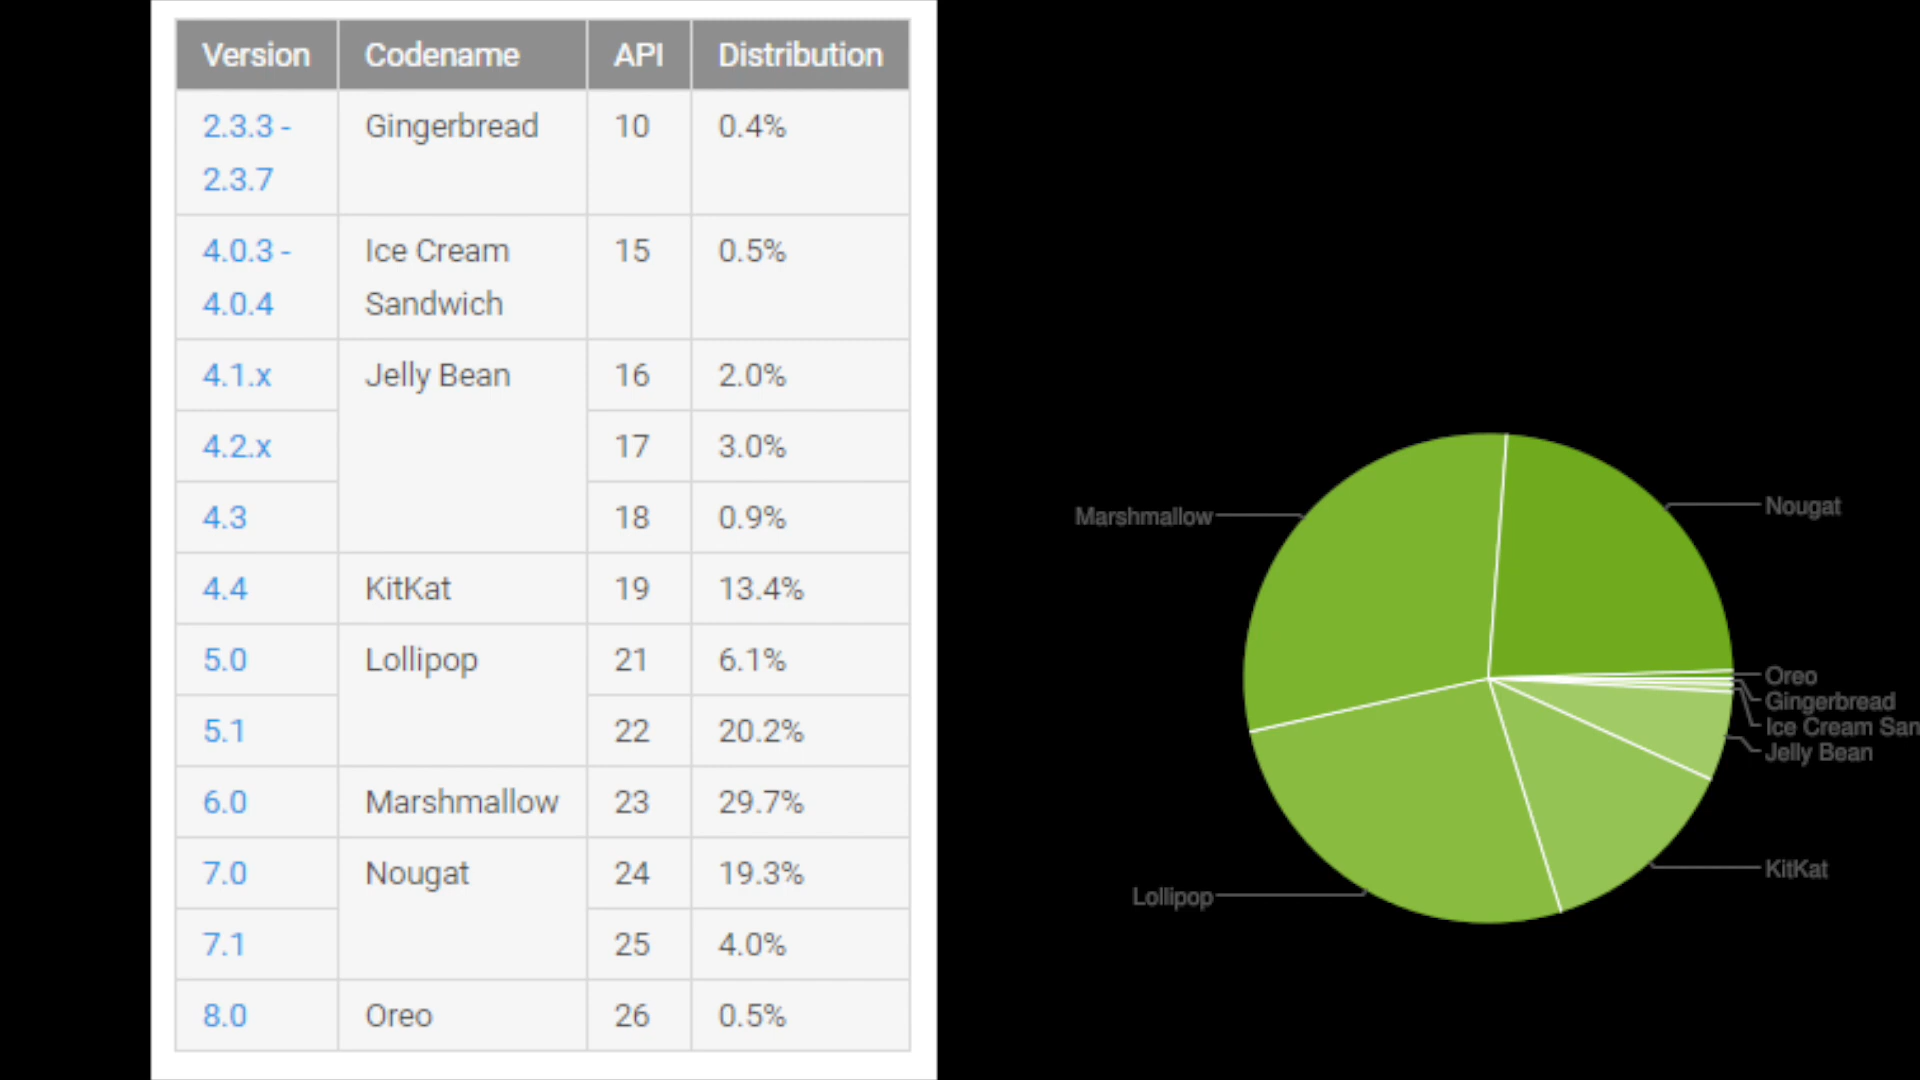 Version Codename API Distribution
2.3.3 - Gingerbread 10 0.4%
2.3.7
4.0.3 - Ice Cream 15 0.5%
4.0.4 Sandwich
4.1.x Jelly Bean 16 2.0%
4.2.x 17 3.0%
4.3 18 0.9%
4.4 KitKat 19 13.4%
5.0 Lollipop 21 6.1%
5.1 22 20.2%
6.0 Marshmallow 23 29.7%
7.0 Nougat 24 19.3%
7.1 25 4.0%
8.0 Oreo 26 0.5%
Marshmallow
Nougat
Oreo
Gingerbread
Ice Cream San
Jelly Bean
KitKat
Lollipop